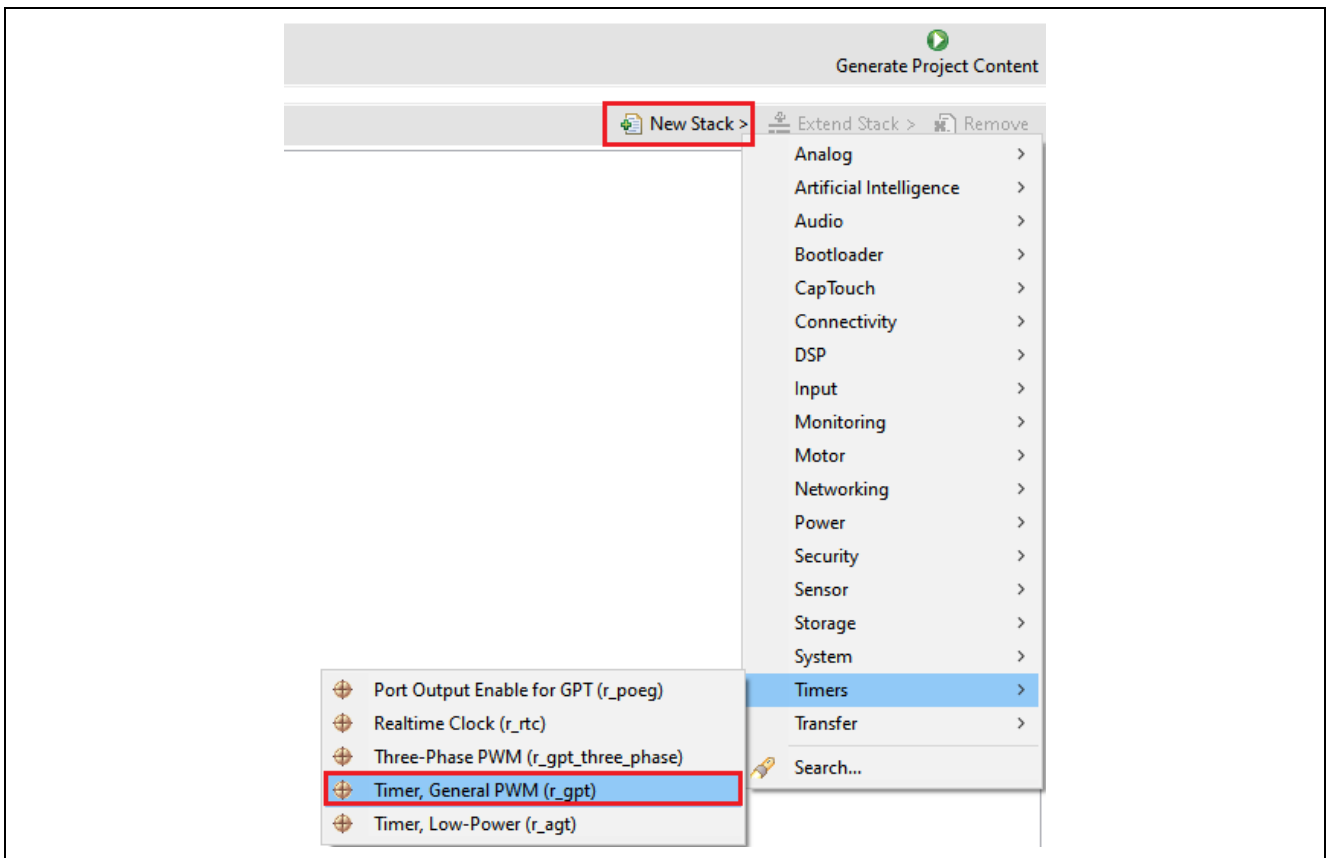 Generate Project Content
New Stack > Extend Stack > Remove
Analog >
Artificial Intelligence >
Audio >
Bootloader >
CapTouch >
Connectivity >
DSP >
Input >
Monitoring >
Motor >
Networking >
Power >
Security >
Sensor >
Storage >
System >
Timers >
Transfer >
Search...
Port Output Enable for GPT (r_poeg)
Realtime Clock (r_rtc)
Three-Phase PWM (r_gpt_three_phase)
Timer, General PWM (r_gpt)
Timer, Low-Power (r_agt)